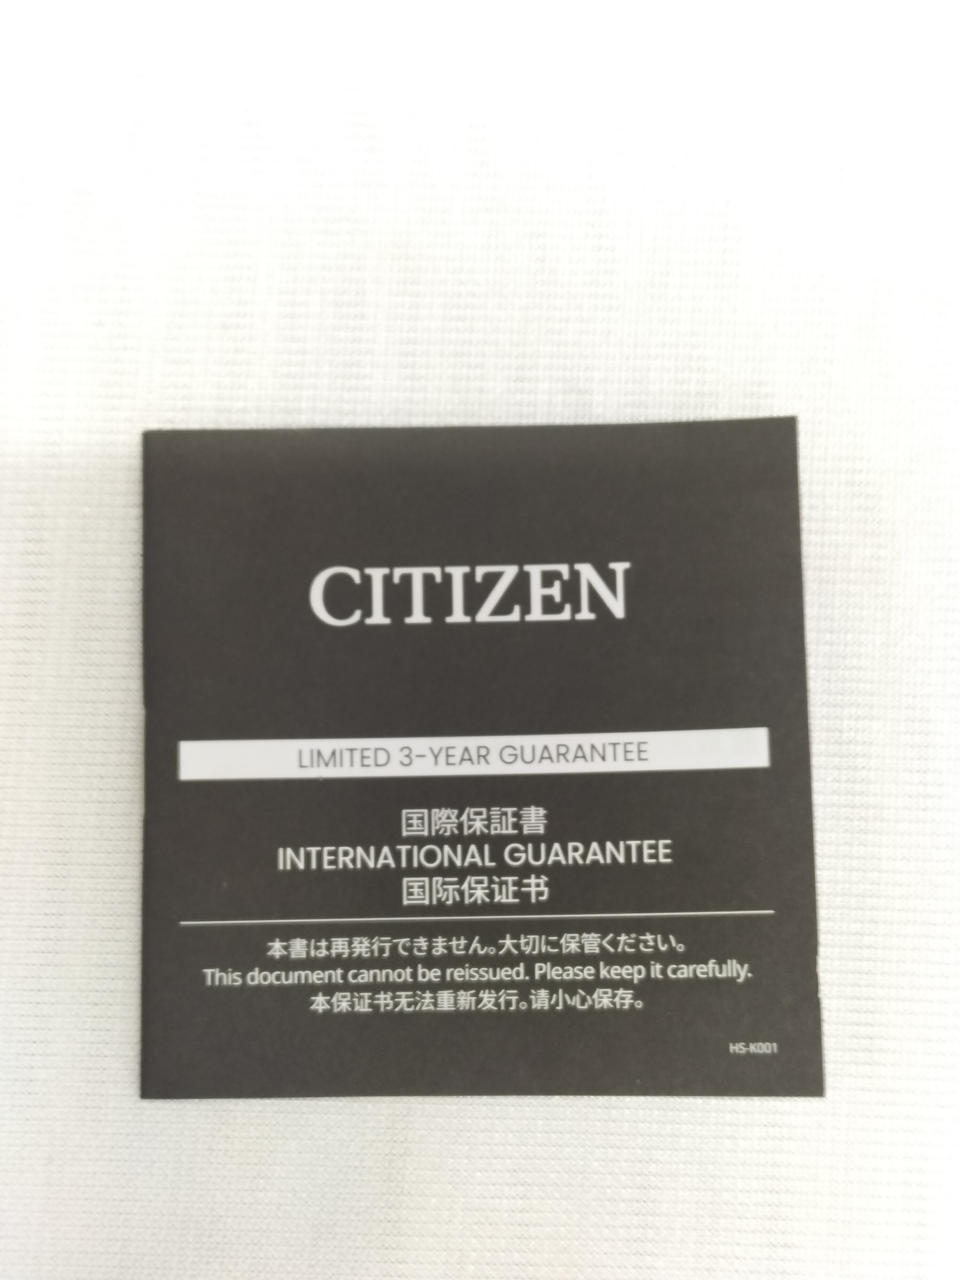 CITIZEN
LIMITED 3-YEAR GUARANTEE
国際保証書
INTERNATIONAL GUARANTEE
国际保证书
本書は再発行できません。大切に保管ください。
This document cannot be reissued. Please keep it carefully.
本保证书无法重新发行。请小心保存。
HS-K001